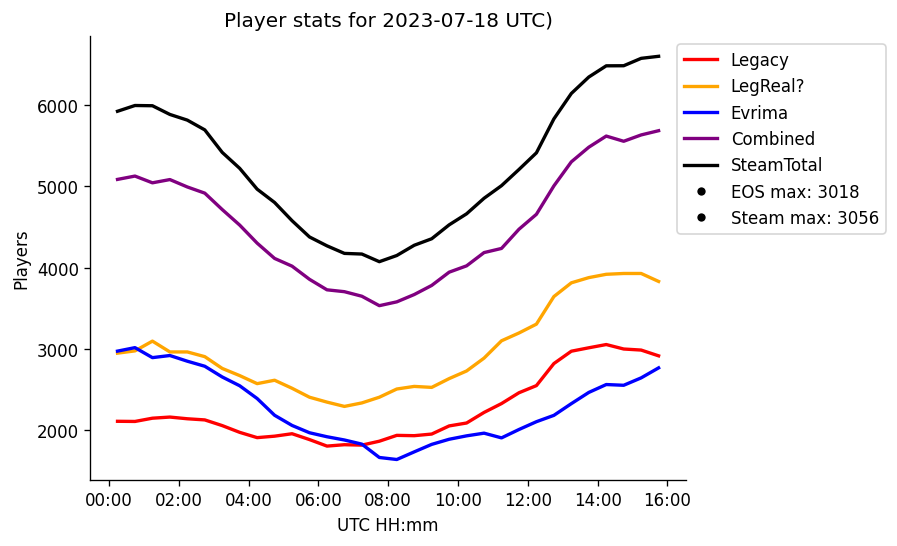 Player stats for 2023-07-18 UTC)
Legacy
LegReal?
Evrima
Combined
SteamTotal
EOS max: 3018
Steam max: 3056
Players
6000
5000
4000
3000
2000
00:00 02:00 04:00 06:00 08:00 10:00 12:00 14:00 16:00
UTC HH:mm